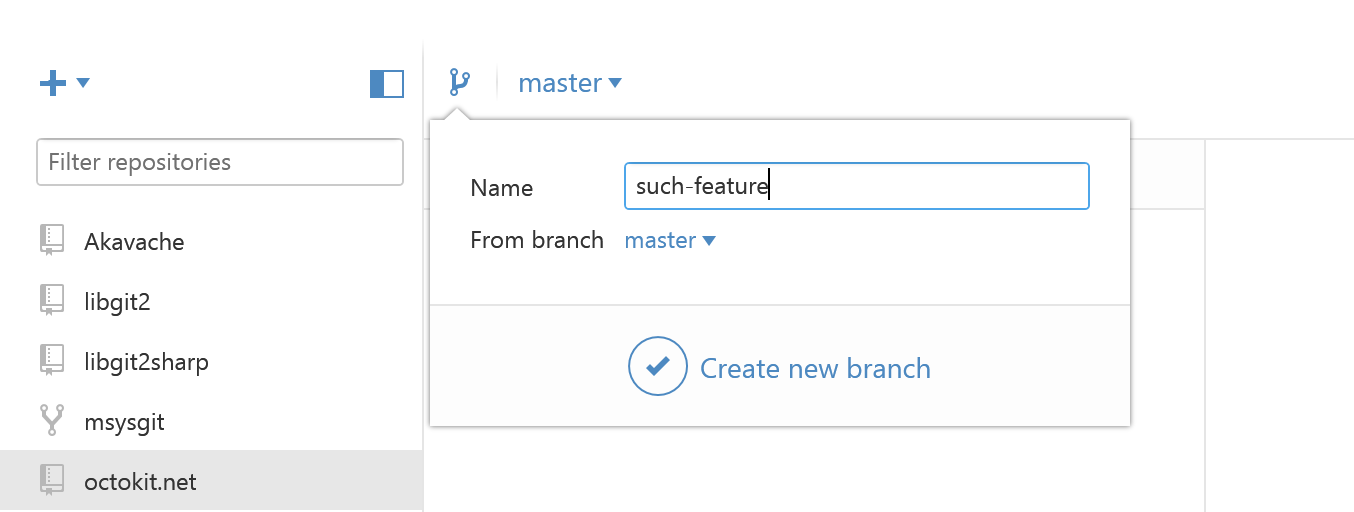 master
Filter repositories
Akavache
libgit2
libgit2sharp
msysgit
octokit.net
Name
such-feature
From branch
master
Create new branch